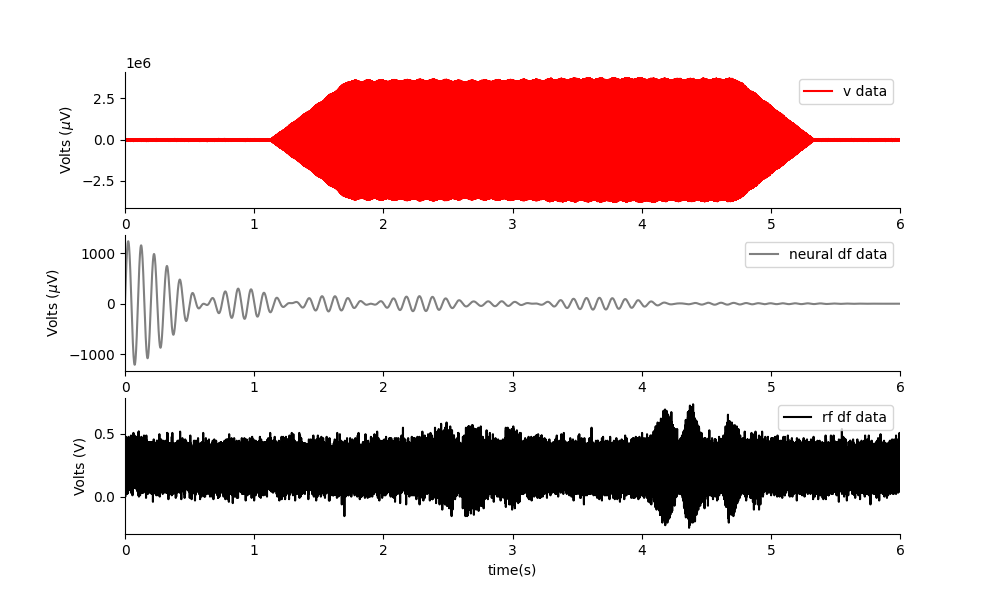 1e6
2.5
0.0
−2.5
Volts (μV)
v data
0 1 2 3 4 5 6
1000
0
−1000
Volts (μV)
neural df data
0 1 2 3 4 5 6
0.5
0.0
Volts (V)
rf df data
0 1 2 3 4 5 6
time(s)